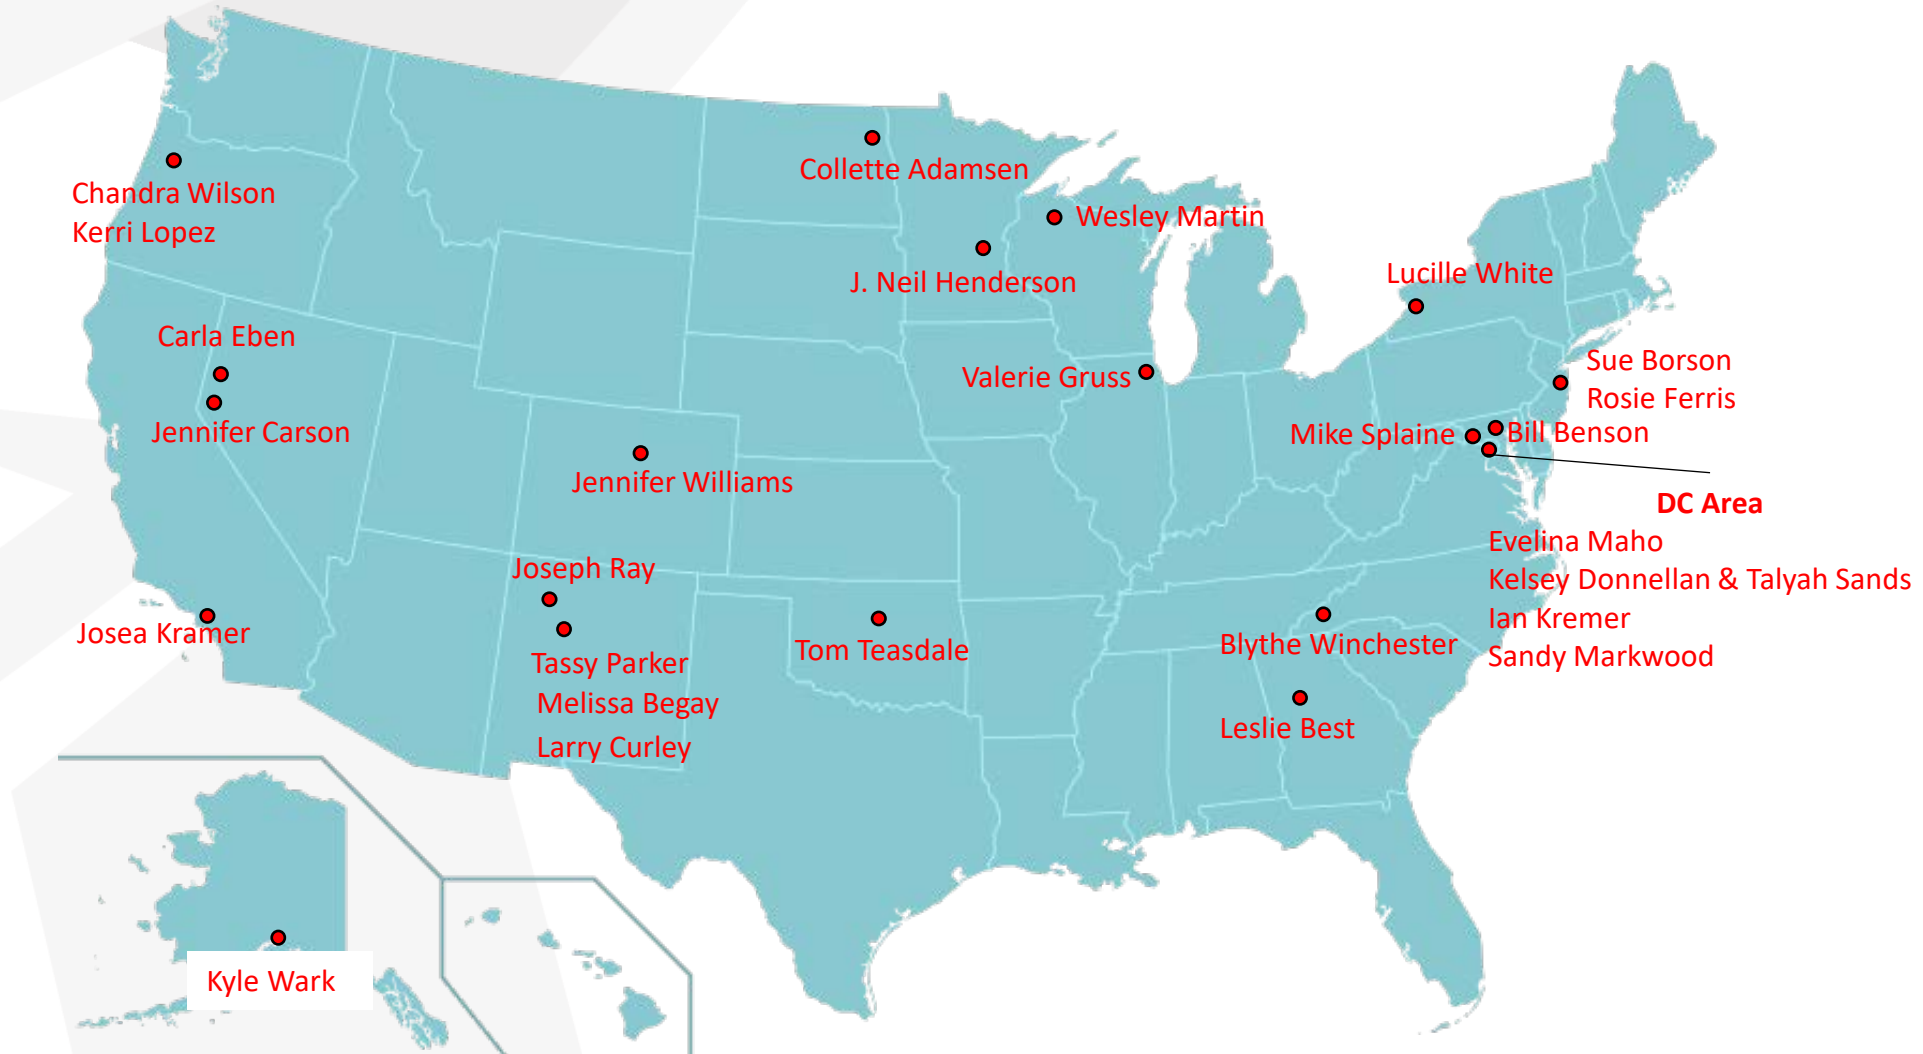 Collette Adamsen
Chandra Wilson
Kerri Lopez
Wesley Martin
J. Neil Henderson
Lucille White
Carla Eben
Valerie Gruss
Sue Borson
Rosie Ferris
Jennifer Carson
Mike Splaine
Bill Benson
Jennifer Williams
DC Area
Evelina Maho
Kelsey Donnellan & Talyah Sands
Ian Kremer
Sandy Markwood
Joseph Ray
Josea Kramer
Tassy Parker
Melissa Begay
Larry Curley
Tom Teasdale
Blythe Winchester
Leslie Best
Kyle Wark